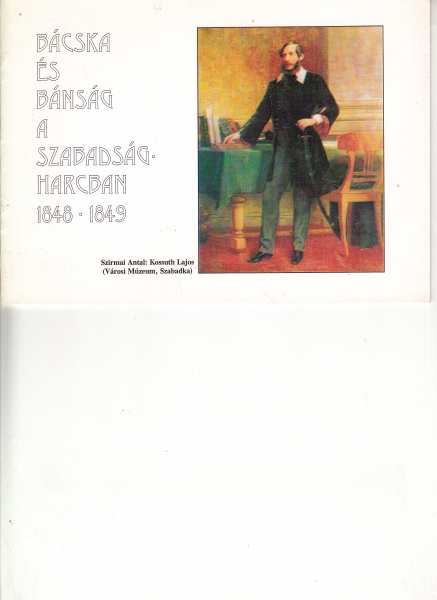 BÁCSKA
ÉS
BÁNSÁG
A
SZABADSÁG-
HARCBAN
1848 - 1849
Szirmai Antal: Kossuth Lajos
(Városi Múzeum, Szabadka)